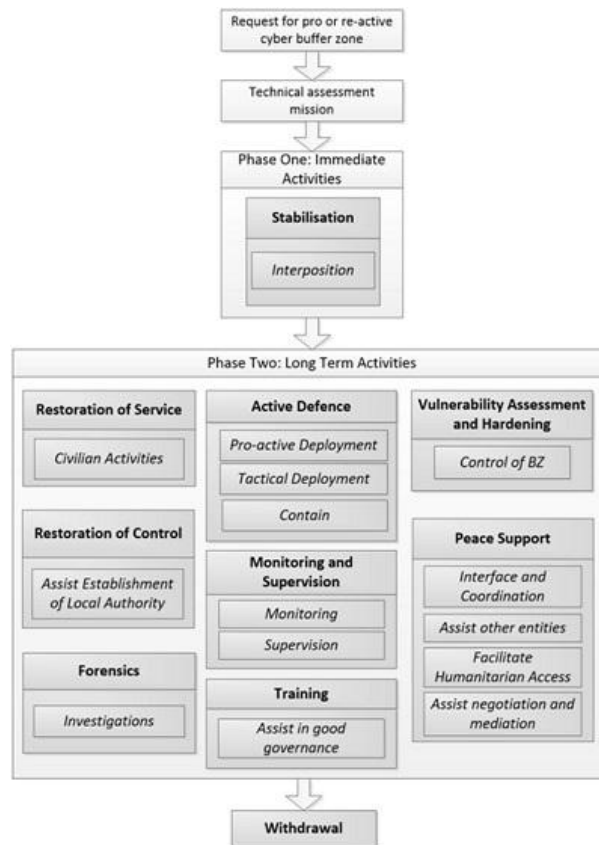 Request for pro or re-active
cyber buffer zone
Technical assessment
mission
Phase One: Immediate
Activities
Stabilisation
Interposition
Phase Two: Long Term Activities
Restoration of Service
Civilian Activities
Restoration of Control
Assist Establishment
of Local Authority
Forensics
Investigations
Active Defence
Pro-active Deployment
Tactical Deployment
Contain
Monitoring and
Supervision
Monitoring
Supervision
Training
Assist in good
governance
Vulnerability Assessment
and Hardening
Control of BZ
Peace Support
Interface and
Coordination
Assist other entities
Facilitate
Humanitarian Access
Assist negotiation and
mediation
Withdrawal